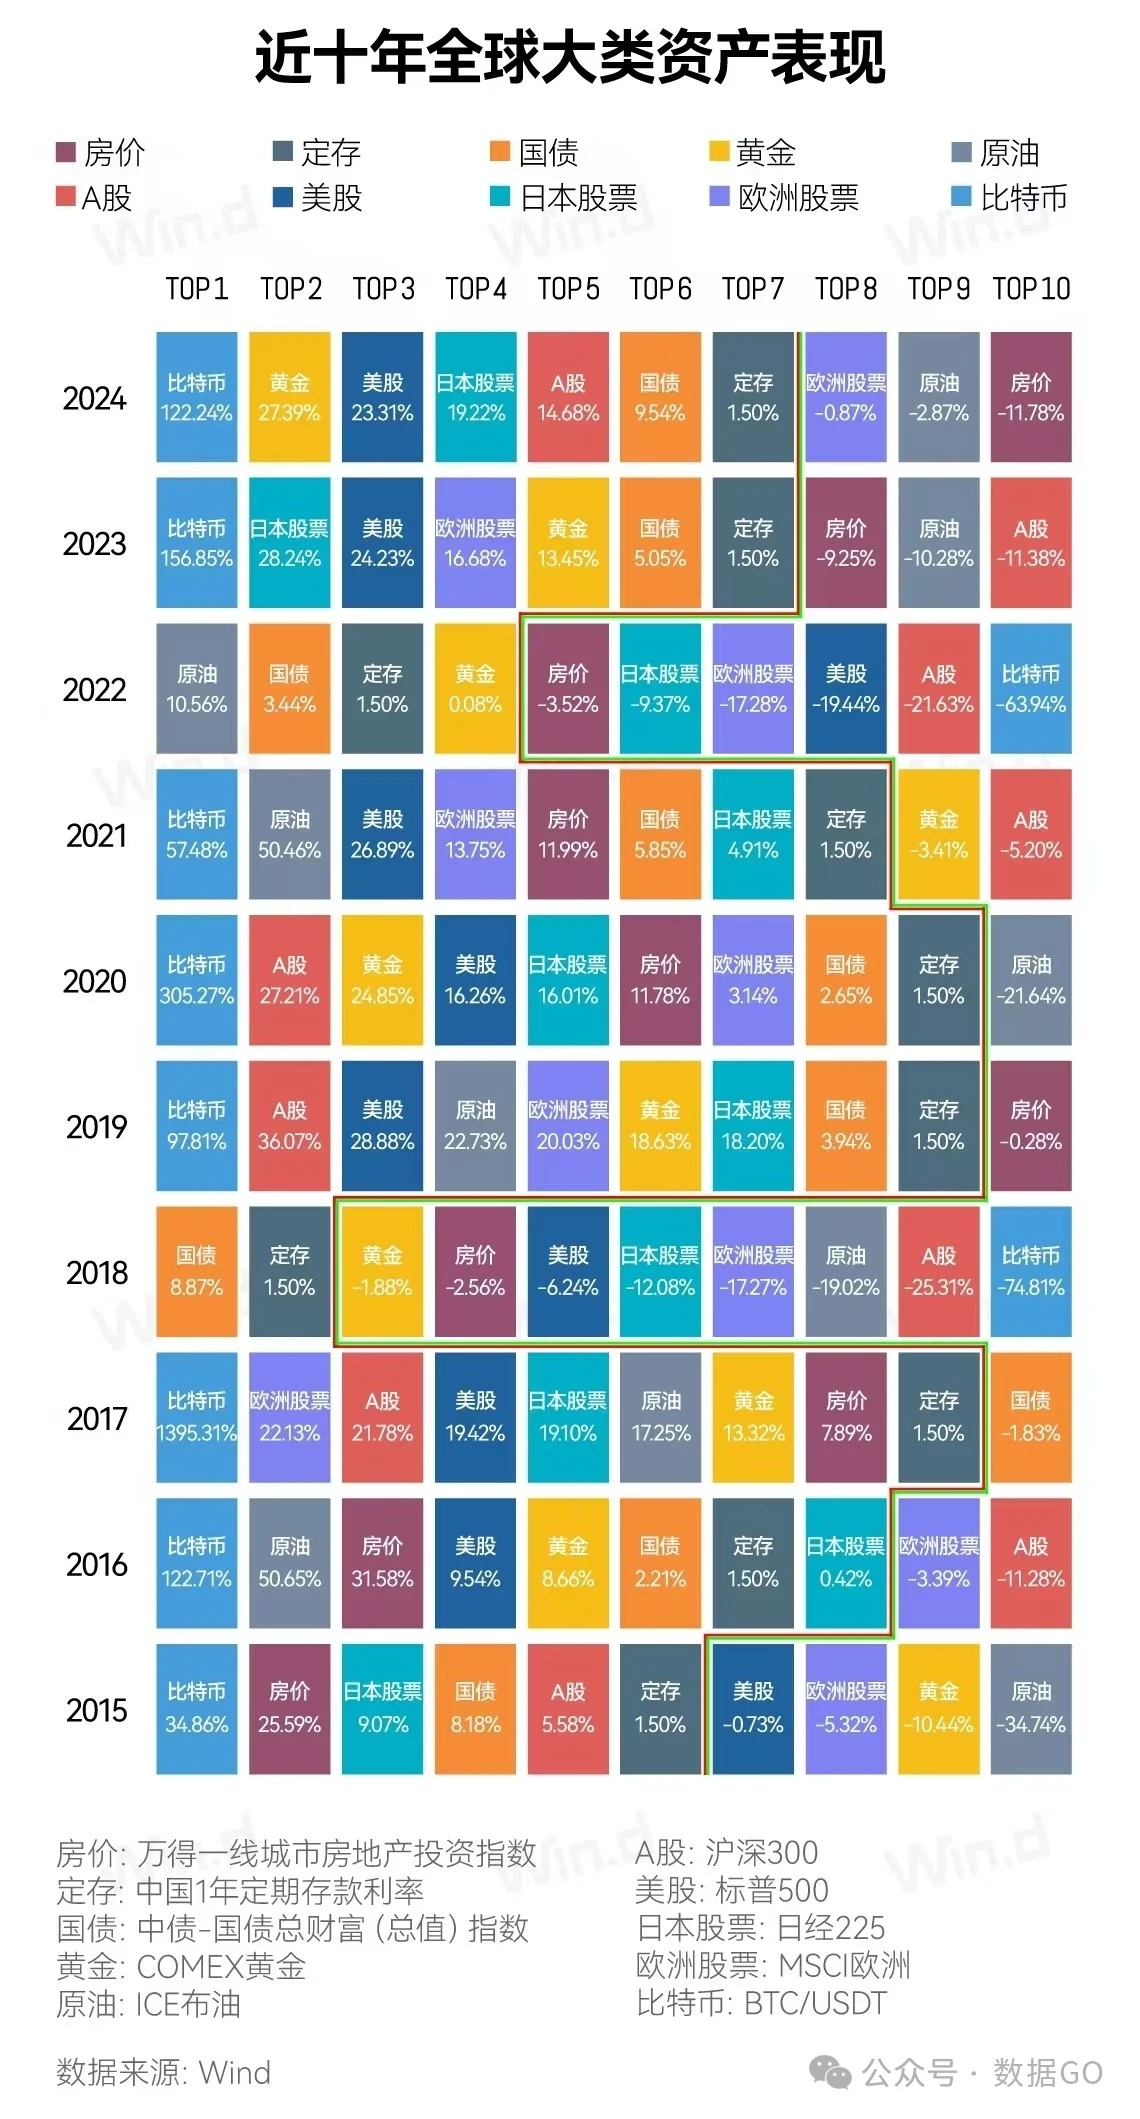 近十年全球大类资产表现
房价 定存 国债 黄金 原油
A股 美股 日本股票 欧洲股票 比特币
TOP1 TOP2 TOP3 TOP4 TOP5 TOP6 TOP7 TOP8 TOP9 TOP10
比特币 黄金 美股 日本股票 A股 国债 定存 欧洲股票 原油 房价
2024
122.24% 27.39% 23.31% 19.22% 14.68% 9.54% 1.50% -0.87% -2.87% -11.78%
比特币 日本股票 美股 欧洲股票 黄金 国债 定存 房价 原油 A股
2023
156.85% 28.24% 24.23% 16.68% 13.45% 5.05% 1.50% -9.25% -10.28% -11.38%
原油 国债 定存 黄金 房价 日本股票 欧洲股票 美股 A股 比特币
2022
10.56% 3.44% 1.50% 0.08% -3.52% -9.37% -17.28% -19.44% -21.63% -63.94%
比特币 原油 美股 欧洲股票 房价 国债 日本股票 定存 黄金 A股
2021
57.48% 50.46% 26.89% 13.75% 11.99% 5.85% 4.91% 1.50% -3.41% -5.20%
比特币 A股 黄金 美股 日本股票 房价 欧洲股票 国债 定存 原油
2020
305.27% 27.21% 24.85% 16.26% 16.01% 11.78% 3.14% 2.65% 1.50% -21.64%
比特币 A股 美股 原油 欧洲股票 黄金 日本股票 国债 定存 房价
2019
97.81% 36.07% 28.88% 22.73% 20.03% 18.63% 18.20% 3.94% 1.50% -0.28%
国债 定存 黄金 房价 美股 日本股票 欧洲股票 原油 A股 比特币
2018
8.87% 1.50% -1.88% -2.56% -6.24% -12.08% -17.27% -19.02% -25.31% -74.81%
比特币 欧洲股票 A股 美股 日本股票 原油 黄金 房价 定存 国债
2017
1395.31% 22.13% 21.78% 19.42% 19.10% 17.25% 13.32% 7.89% 1.50% -1.83%
比特币 原油 房价 美股 黄金 国债 定存 日本股票 欧洲股票 A股
2016
122.71% 50.65% 31.58% 9.54% 8.66% 2.21% 1.50% 0.42% -3.39% -11.28%
比特币 房价 日本股票 国债 A股 定存 美股 欧洲股票 黄金 原油
2015
34.86% 25.59% 9.07% 8.18% 5.58% 1.50% -0.73% -5.32% -10.44% -34.74%
房价: 万得一线城市房地产投资指数
定存: 中国1年定期存款利率
国债: 中债-国债总财富 (总值) 指数
黄金: COMEX黄金
原油: ICE布油
A股: 沪深300
美股: 标普500
日本股票: 日经225
欧洲股票: MSCI欧洲
比特币: BTC/USDT
数据来源: Wind
公众号 · 数据GO